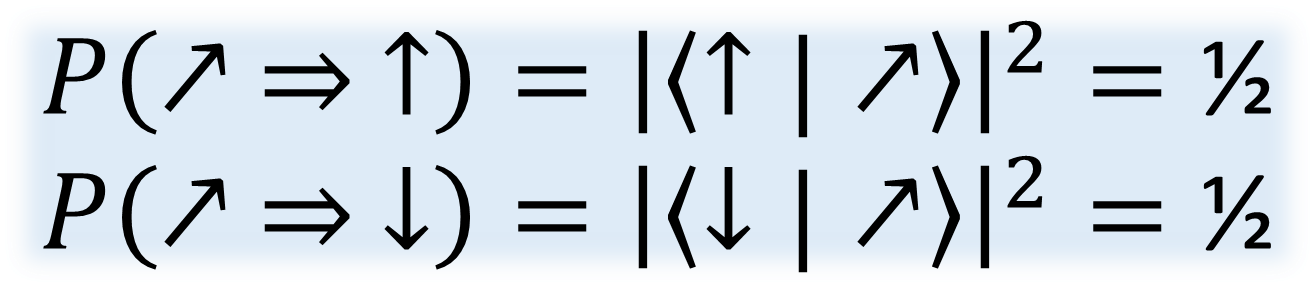 P(↗ ⇒ ↑) = |⟨↑ | ↗⟩|² = ½
P(↗ ⇒ ↓) = |⟨↓ | ↗⟩|² = ½